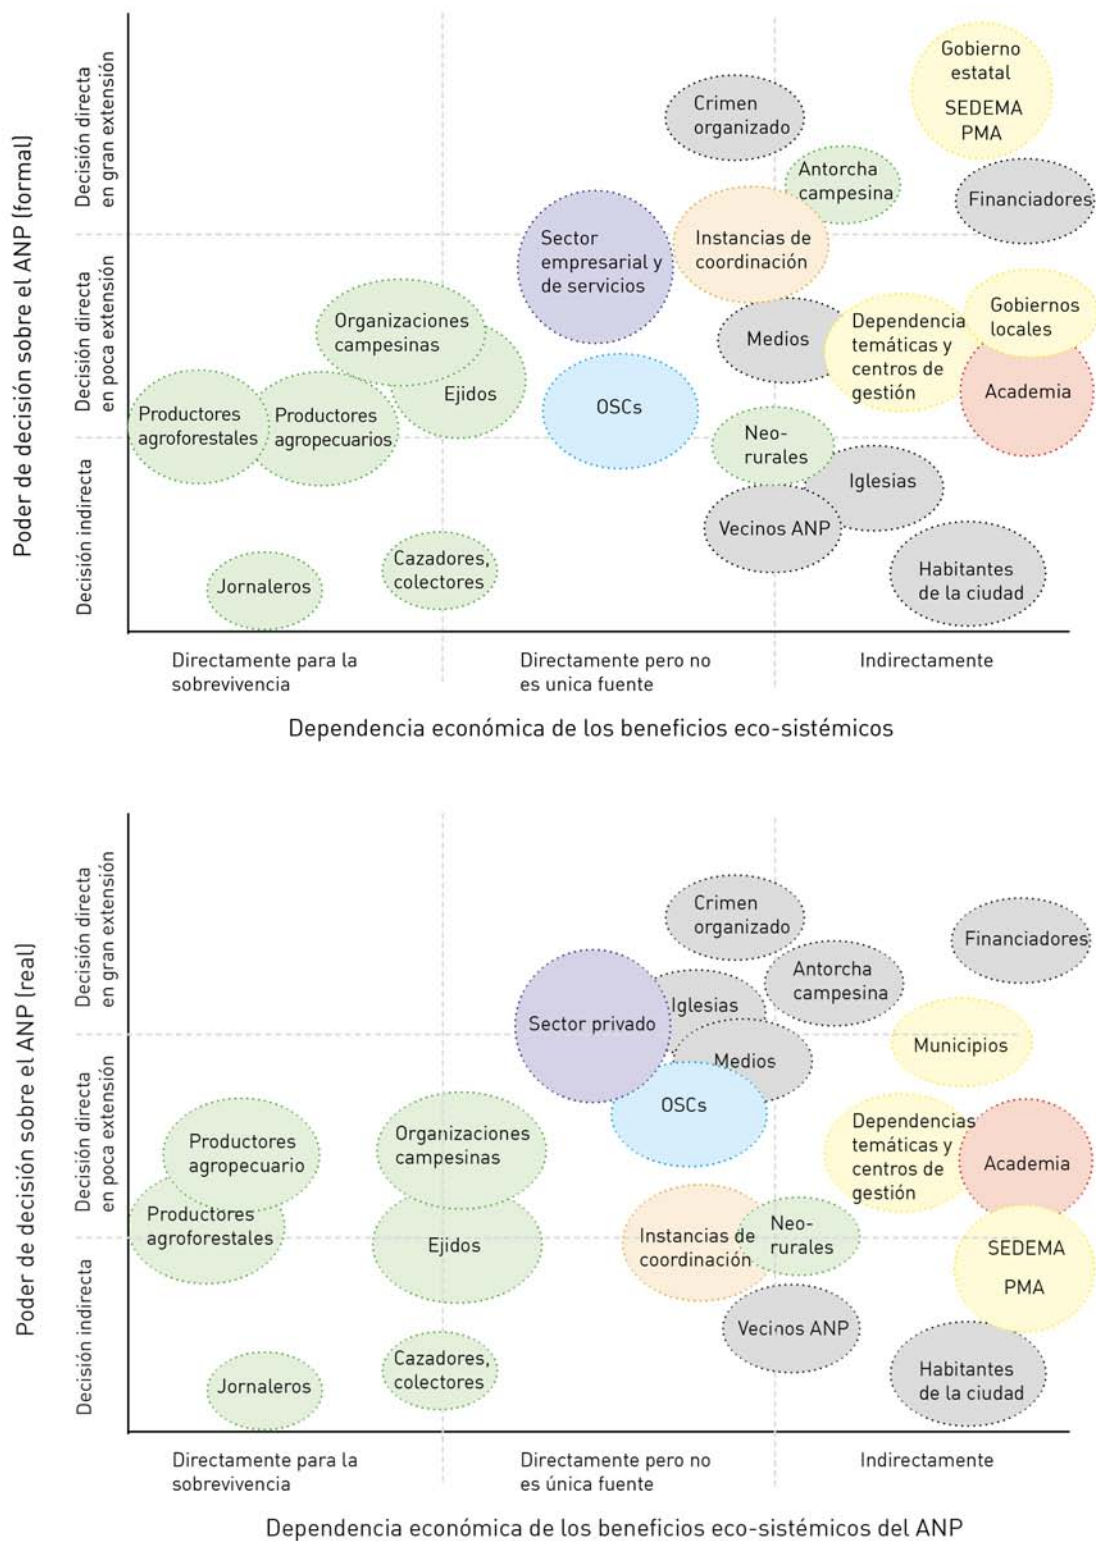 Poder de decisión sobre el ANP (formal)
Decisión directa
en gran extensión
Decisión directa
en poca extensión
Decisión indirecta
Gobierno
estatal
SEDEMA
PMA
Crimen
organizado
Antorcha
campesina
Financiadores
Sector
empresarial y
de servicios
Instancias de
coordinación
Organizaciones
campesinas
Medios
Dependencia
temáticas y
centros de
gestión
Gobiernos
locales
Ejidos
Academia
Productores
agroforestales
Productores
agropecuarios
OSCs
Neo-
rurales
Iglesias
Vecinos ANP
Jornaleros
Cazadores,
colectores
Habitantes
de la ciudad
Directamente para la
sobrevivencia
Directamente pero no
es unica fuente
Indirectamente
Dependencia económica de los beneficios eco-sistémicos
Poder de decisión sobre el ANP (real)
Decisión directa
en gran extensión
Decisión directa
en poca extensión
Decisión indirecta
Crimen
organizado
Financiadores
Antorcha
campesina
Iglesias
Sector privado
Municipios
Medios
OSCs
Productores
agropecuario
Organizaciones
campesinas
Dependencias
temáticas y
centros de
gestión
Academia
Productores
agroforestales
Ejidos
Instancias de
coordinación
Neo-
rurales
SEDEMA
PMA
Vecinos ANP
Jornaleros
Cazadores,
colectores
Habitantes
de la ciudad
Directamente para la
sobrevivencia
Directamente pero no
es única fuente
Indirectamente
Dependencia económica de los beneficios eco-sistémicos del ANP